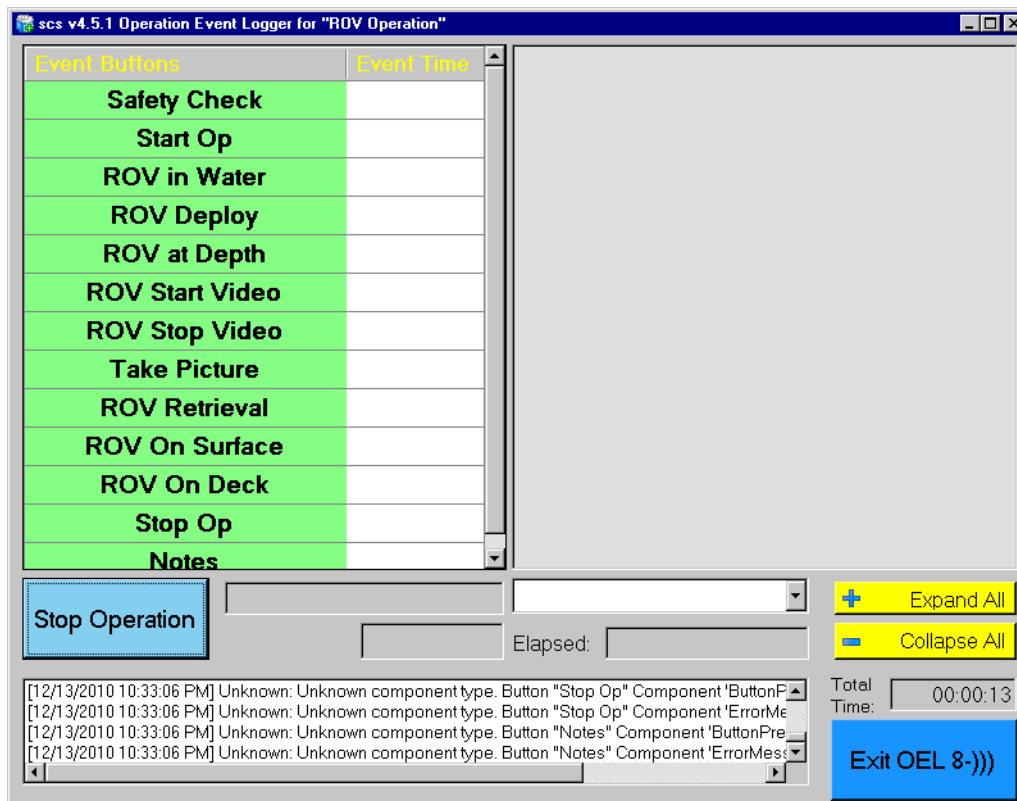 scs v4.5.1 Operation Event Logger for "ROV Operation"
Event Buttons Event Time
Safety Check
Start Op
ROV in Water
ROV Deploy
ROV at Depth
ROV Start Video
ROV Stop Video
Take Picture
ROV Retrieval
ROV On Surface
ROV On Deck
Stop Op
Notes
Stop Operation
Expand All
Elapsed:
Collapse All
[12/13/2010 10:33:06 PM] Unknown: Unknown component type. Button "Stop Op" Component 'ButtonP
[12/13/2010 10:33:06 PM] Unknown: Unknown component type. Button "Stop Op" Component 'ErrorMe
[12/13/2010 10:33:06 PM] Unknown: Unknown component type. Button "Notes" Component 'ButtonPre
[12/13/2010 10:33:06 PM] Unknown: Unknown component type. Button "Notes" Component 'ErrorMess
Total
Time: 00:00:13
Exit OEL 8-)))